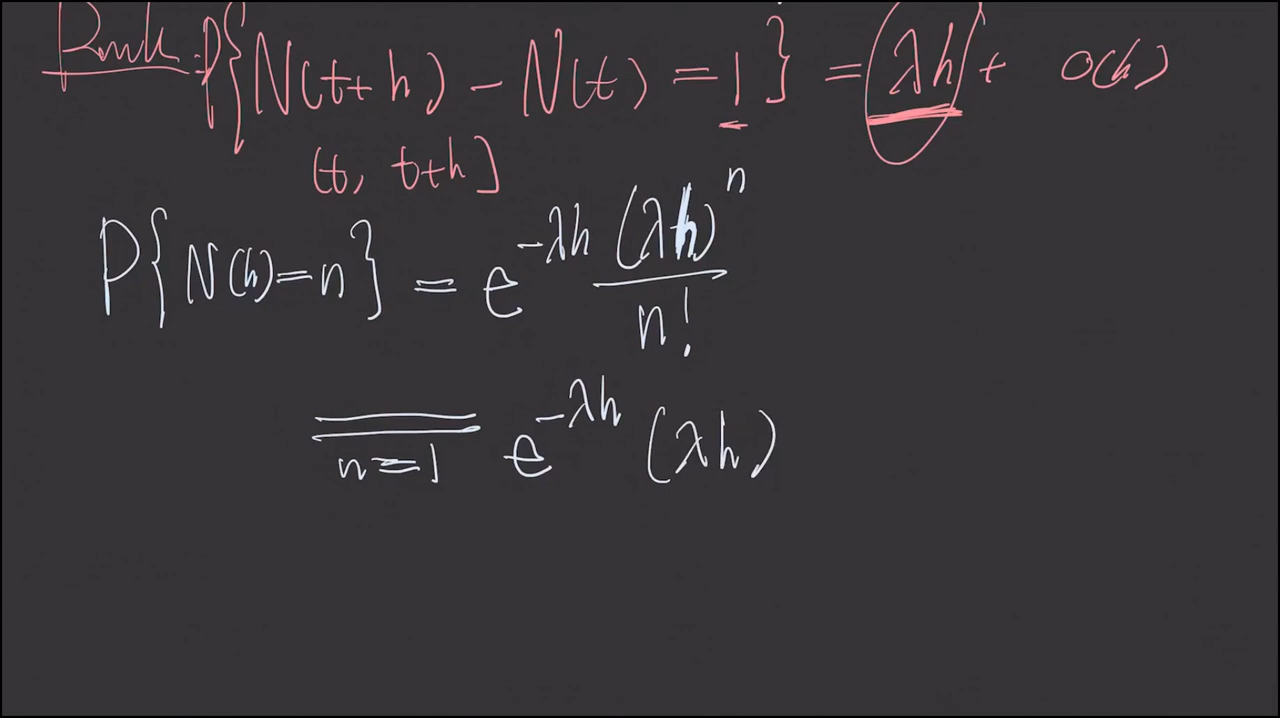 Rmk: P{N(t+h) - N(t) = 1} = λh + o(h)
(t, t+h]
P{N(h)=n} = e^{-λh} (λh)^n / n!
= n=1 e^{-λh} (λh)